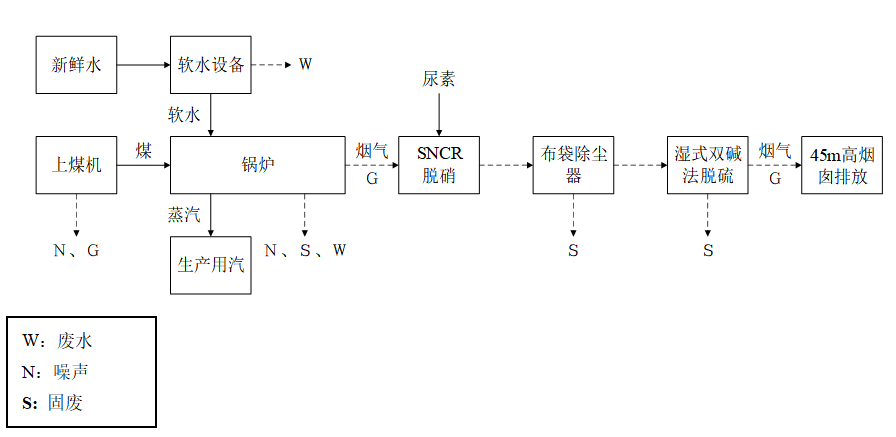 新鲜水
软水设备
W
尿素
软水
上煤机
煤
锅炉
烟气
G
SNCR
脱硝
布袋除尘
器
湿式双碱
法脱硫
烟气
G
45m高烟
囱排放
蒸汽
N、G
生产用汽
N、S、W
S
S
W：废水
N：噪声
S：固废